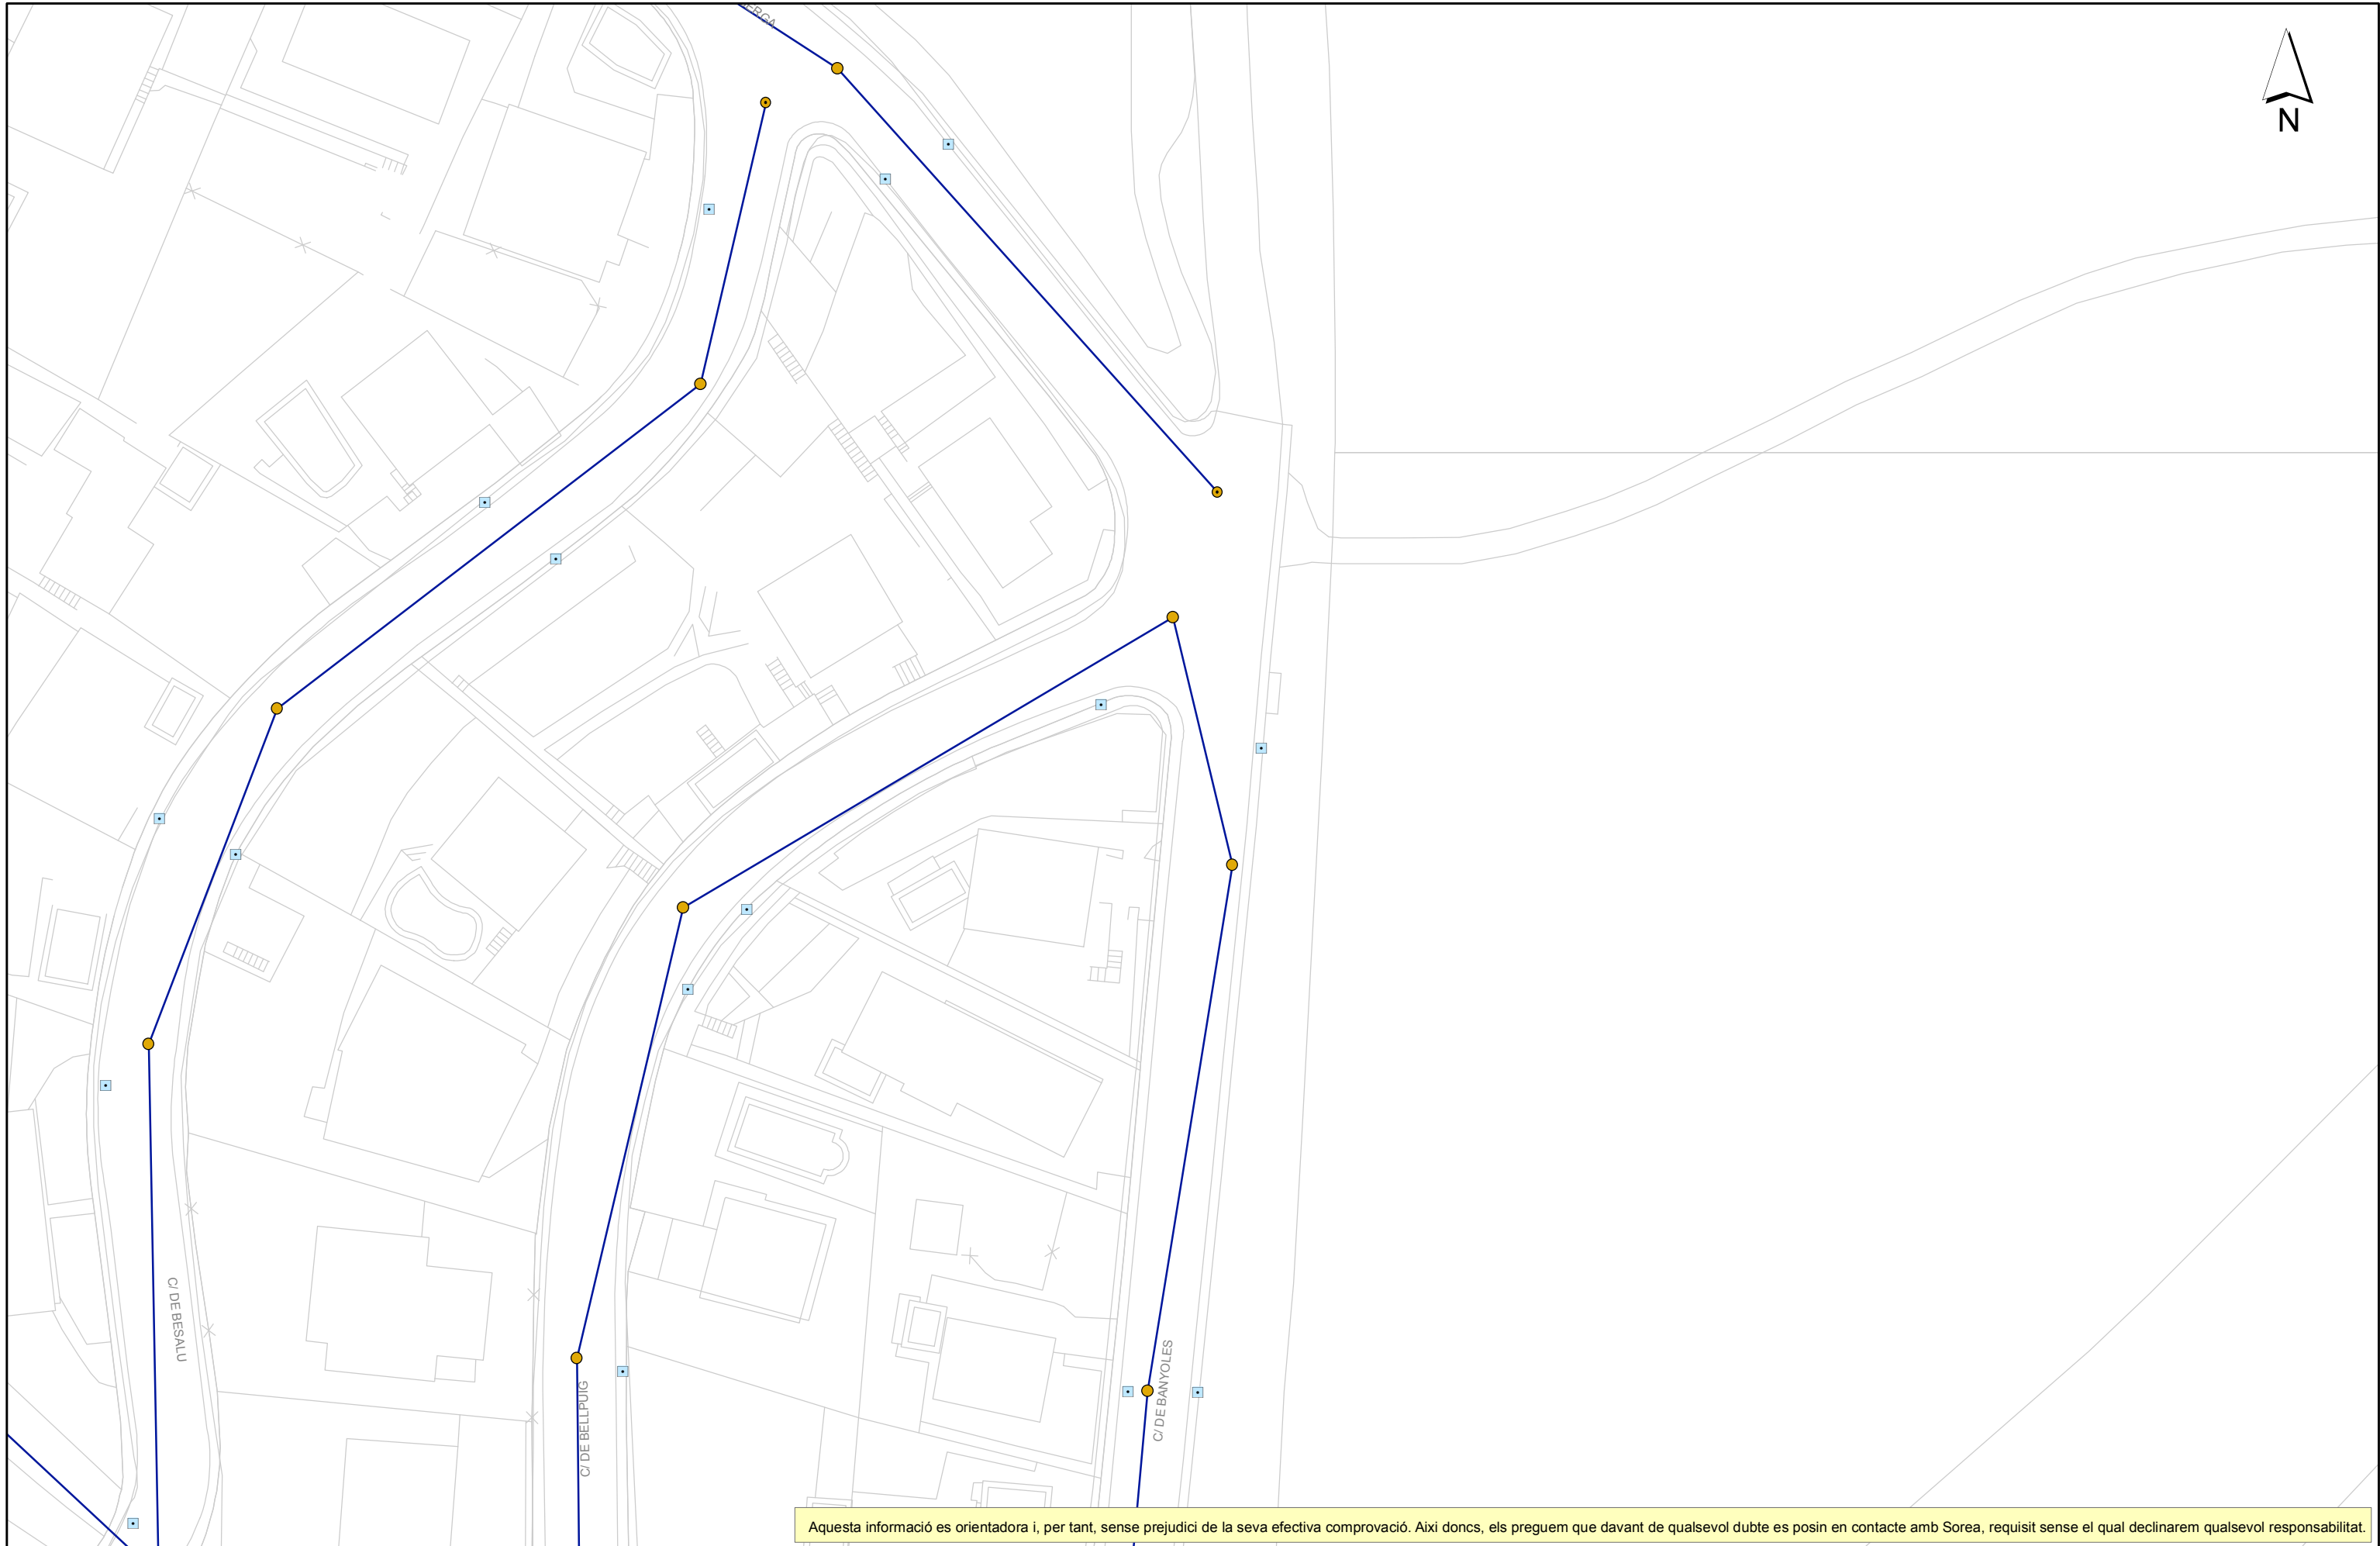 N
C/ DE BESALU
C/ DE BELLPUIG
C/ DE BANYOLES
Aquesta informació es orientadora i, per tant, sense prejudici de la seva efectiva comprovació. Aixi doncs, els preguem que davant de qualsevol dubte es posin en contacte amb Sorea, requisit sense el qual declinarem qualsevol responsabilitat.